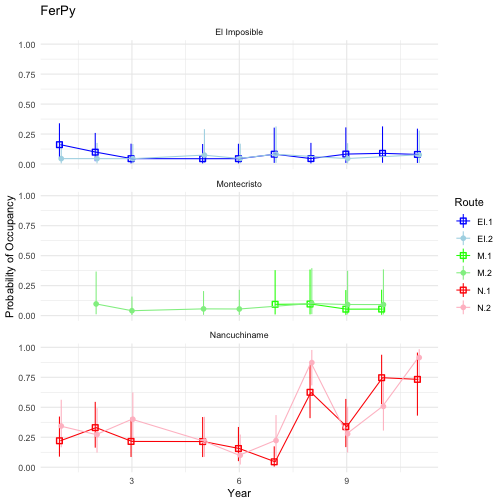 FerPy
El Imposible
1.00
0.75
0.50
0.25
0.00
Montecristo
1.00
0.75
0.50
0.25
0.00
Nancuchiname
1.00
0.75
0.50
0.25
0.00
3
6
9
Year
Probability of Occupancy
Route
EI.1
EI.2
M.1
M.2
N.1
N.2